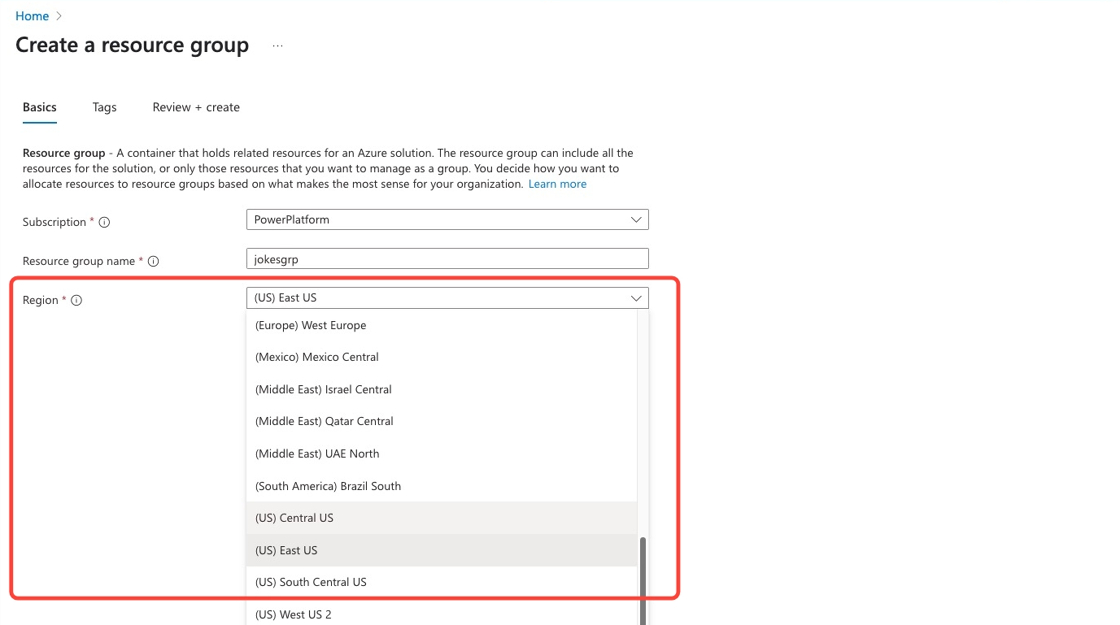 Home >
Create a resource group ...
Basics Tags Review + create
Resource group - A container that holds related resources for an Azure solution. The resource group can include all the
resources for the solution, or only those resources that you want to manage as a group. You decide how you want to
allocate resources to resource groups based on what makes the most sense for your organization. Learn more
Subscription * PowerPlatform
Resource group name * jokesgrp
Region * (US) East US
(Europe) West Europe
(Mexico) Mexico Central
(Middle East) Israel Central
(Middle East) Qatar Central
(Middle East) UAE North
(South America) Brazil South
(US) Central US
(US) East US
(US) South Central US
(US) West US 2